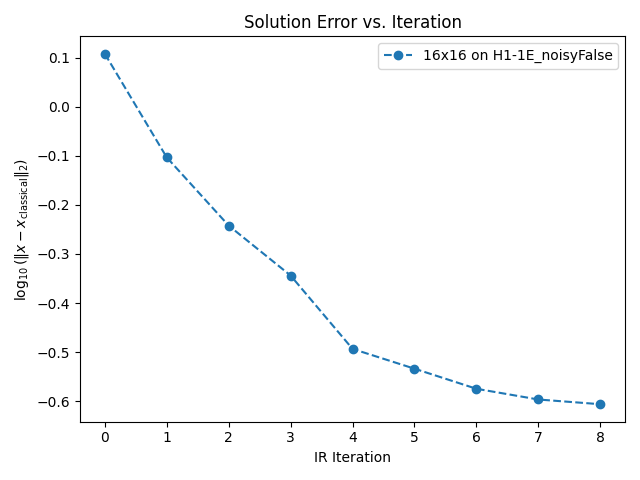 Solution Error vs. Iteration
16x16 on H1-1E_noisyFalse
log₁₀(‖x − x_classical‖₂)
0.1
0.0
−0.1
−0.2
−0.3
−0.4
−0.5
−0.6
0 1 2 3 4 5 6 7 8
IR Iteration